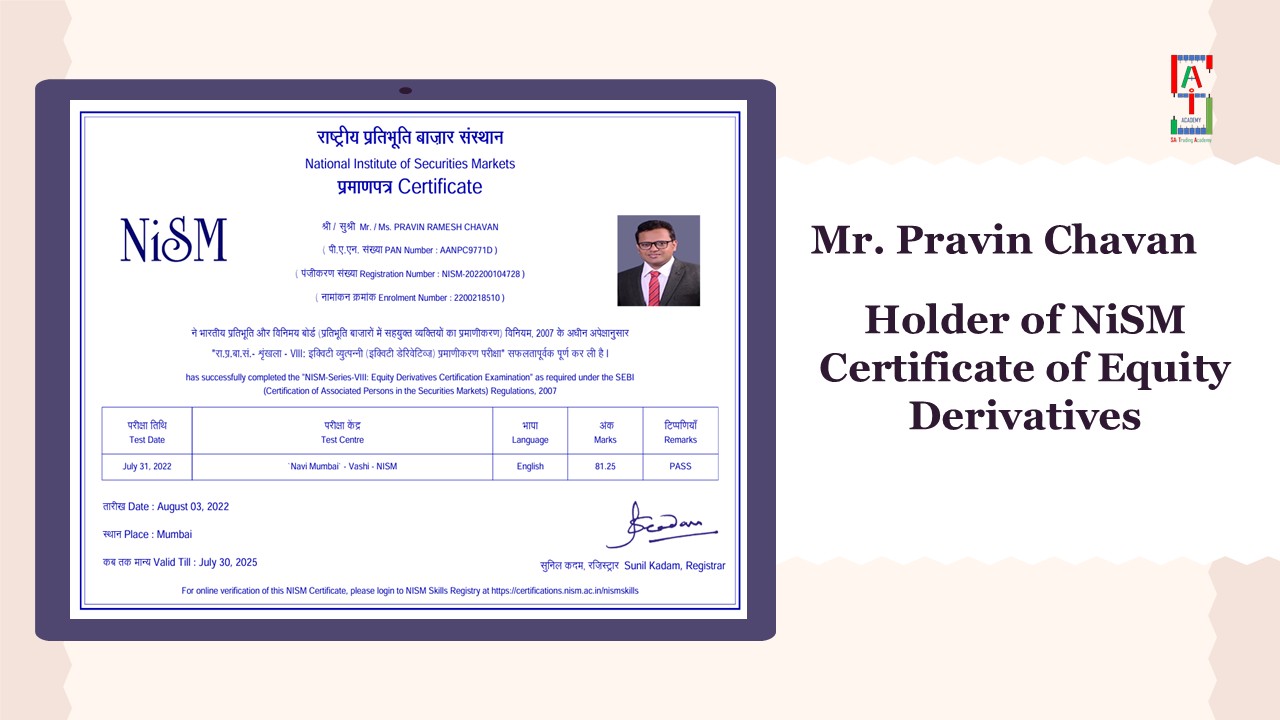 राष्ट्रीय प्रतिभूति बाज़ार संस्थान
National Institute of Securities Markets
प्रमाणपत्र Certificate
NiSM
श्री / सुश्री Mr. / Ms. PRAVIN RAMESH CHAVAN
( पी.ए.एन. संख्या PAN Number : AANPC9771D )
( पंजीकरण संख्या Registration Number : NISM-202200104728 )
( नामांकन क्रमांक Enrolment Number : 2200218510 )
ने भारतीय प्रतिभूति और विनिमय बोर्ड (प्रतिभूति बाजारों में सहयुक्त व्यक्तियों का प्रमाणीकरण) विनियम, 2007 के अधीन अपेक्षानुसार
"रा.प्र.बा.सं.- शृंखला - VIII: इक्विटी व्युत्पन्नी (इक्विटी डेरिवेटिव्ज) प्रमाणीकरण परीक्षा" सफलतापूर्वक पूर्ण कर ली है।
has successfully completed the "NISM-Series-VIII: Equity Derivatives Certification Examination" as required under the SEBI
(Certification of Associated Persons in the Securities Markets) Regulations, 2007
परीक्षा तिथि परीक्षा केंद्र भाषा अंक टिप्पणियाँ
Test Date Test Centre Language Marks Remarks
July 31, 2022 `Navi Mumbai` - Vashi - NISM English 81.25 PASS
तारीख Date : August 03, 2022
स्थान Place : Mumbai
कब तक मान्य Valid Till : July 30, 2025
सुनिल कदम, रजिस्ट्रार Sunil Kadam, Registrar
For online verification of this NISM Certificate, please login to NISM Skills Registry at https://certifications.nism.ac.in/nismskills
ACADEMY
SA-Trading Academy
Mr. Pravin Chavan
Holder of NiSM
Certificate of Equity
Derivatives